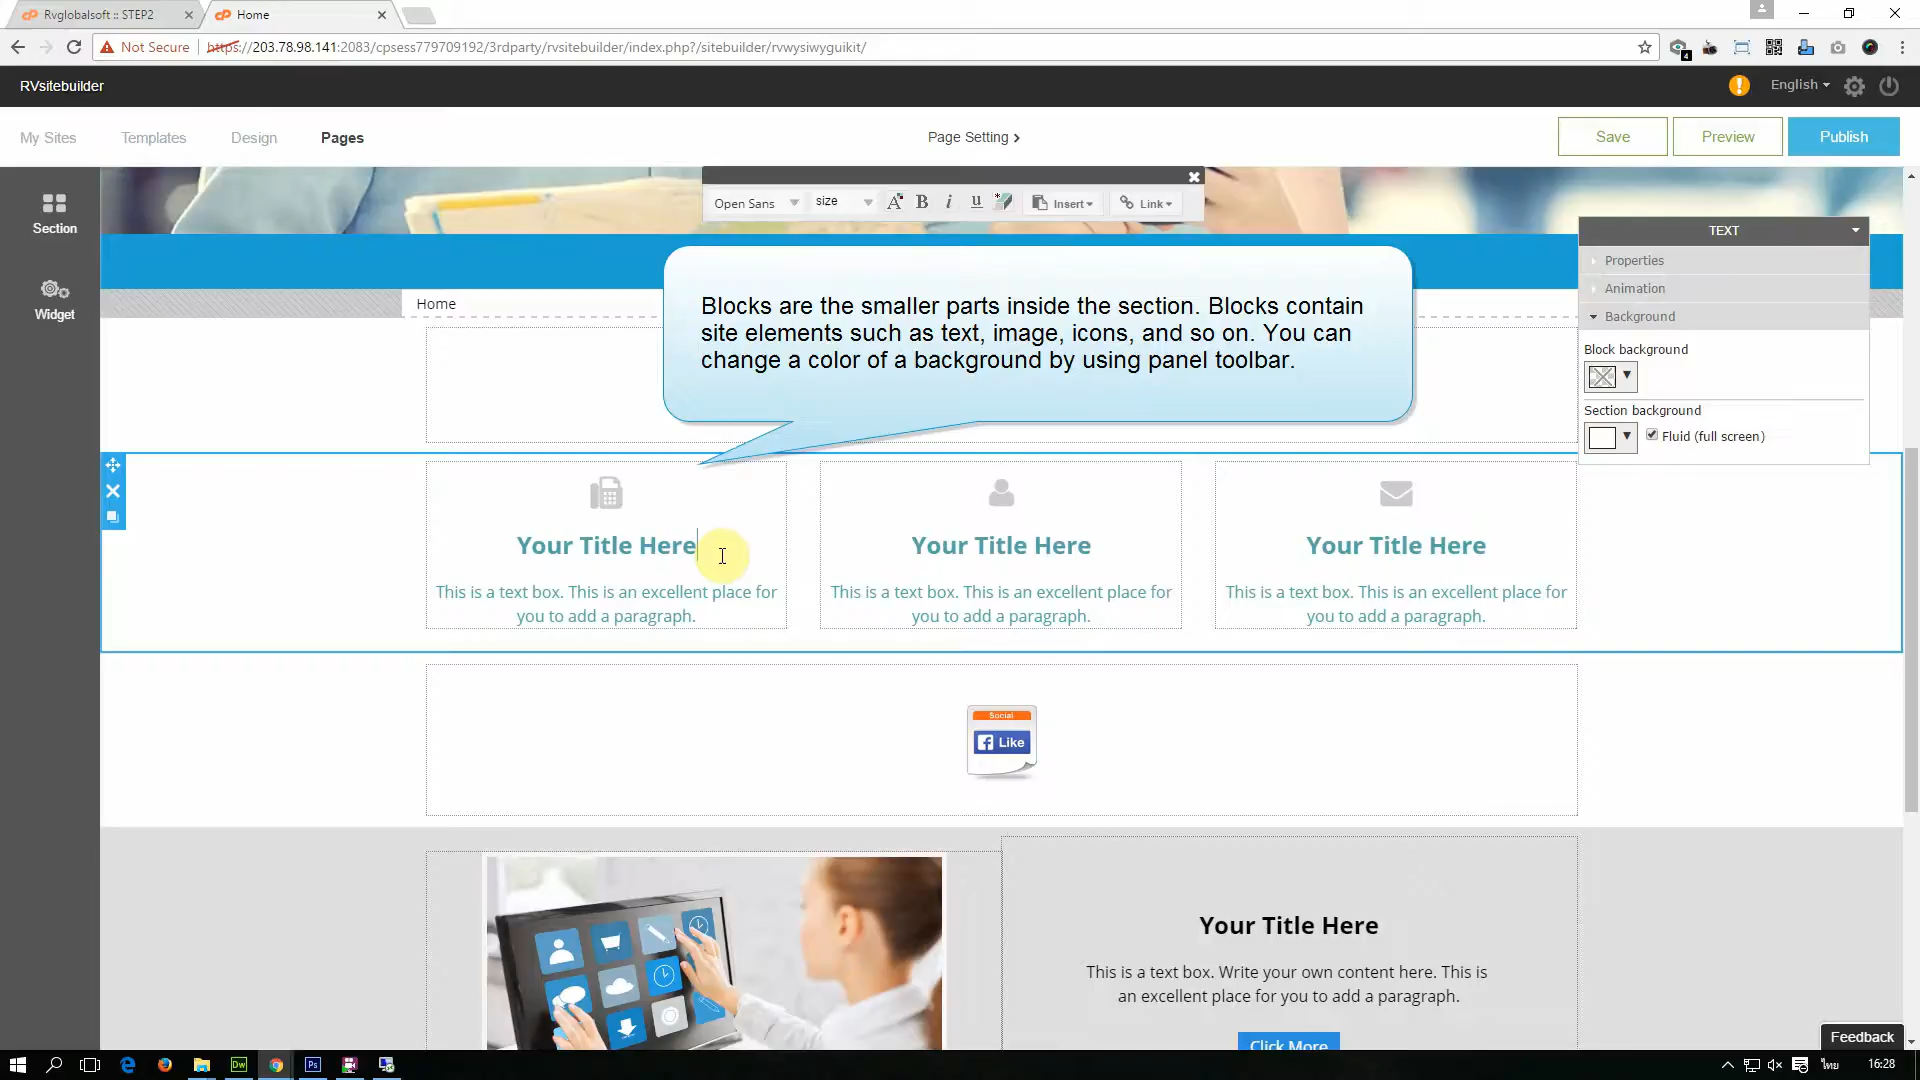 Rvglobalsoft :: STEP2
Home
Not Secure
https://203.78.98.141:2083/cpsess779709192/3rdparty/rvsitebuilder/index.php?/sitebuilder/rvwysiwyguikit/
4
RVsitebuilder
English
My Sites
Templates
Design
Pages
Page Setting
Save
Preview
Publish
Section
Widget
Open Sans
size
A
B
i
u
Insert
Link
TEXT
Properties
Animation
Background
Block background
Section background
Fluid (full screen)
Home
Blocks are the smaller parts inside the section. Blocks contain
site elements such as text, image, icons, and so on. You can
change a color of a background by using panel toolbar.
Your Title Here
This is a text box. This is an excellent place for
you to add a paragraph.
Your Title Here
This is a text box. This is an excellent place for
you to add a paragraph.
Your Title Here
This is a text box. This is an excellent place for
you to add a paragraph.
Social
Like
Your Title Here
This is a text box. Write your own content here. This is
an excellent place for you to add a paragraph.
Click More
Feedback
Dw
Ps
ไทย
16:28